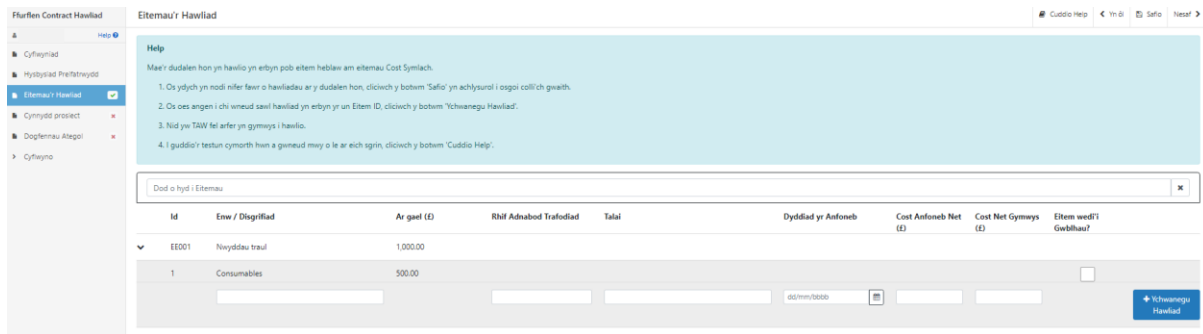 Ffurflen Contract Hawliad
Eitemau'r Hawliad
Cuddio Help
Yn ôl
Safio
Nesaf
Help
Cyflwyniad
Hysbysiad Preifatrwydd
Eitemau'r Hawliad
Cynnydd prosiect
Dogfennau Ategol
Cyflwyno
Help
Mae'r dudalen hon yn hawlio yn erbyn pob eitem heblaw am eitemau Cost Symlach.
1. Os ydych yn nodi nifer fawr o hawliadau ar y dudalen hon, cliciwch y botwm 'Safio' yn achlysurol i osgoi colli'ch gwaith.
2. Os oes angen i chi wneud sawl hawliad yn erbyn yr un Eitem ID, cliciwch y botwm 'Ychwanegu Hawliad'.
3. Nid yw TAW fel arfer yn gymwys i hawlio.
4. I guddio'r testun cymorth hwn a gwneud mwy o le ar eich sgrin, cliciwch y botwm 'Cuddio Help'.
Dod o hyd i Eitemau
Id Enw / Disgrifiad Ar gael (£) Rhif Adnabod Trafodiad Talai Dyddiad yr Anfoneb Cost Anfoneb Net (£) Cost Net Gymwys (£) Eitem wedi'i Gwblhau?
EE001 Nwyddau traul 1,000.00
1 Consumables 500.00
dd/mm/bbbb
Ychwanegu
Hawliad